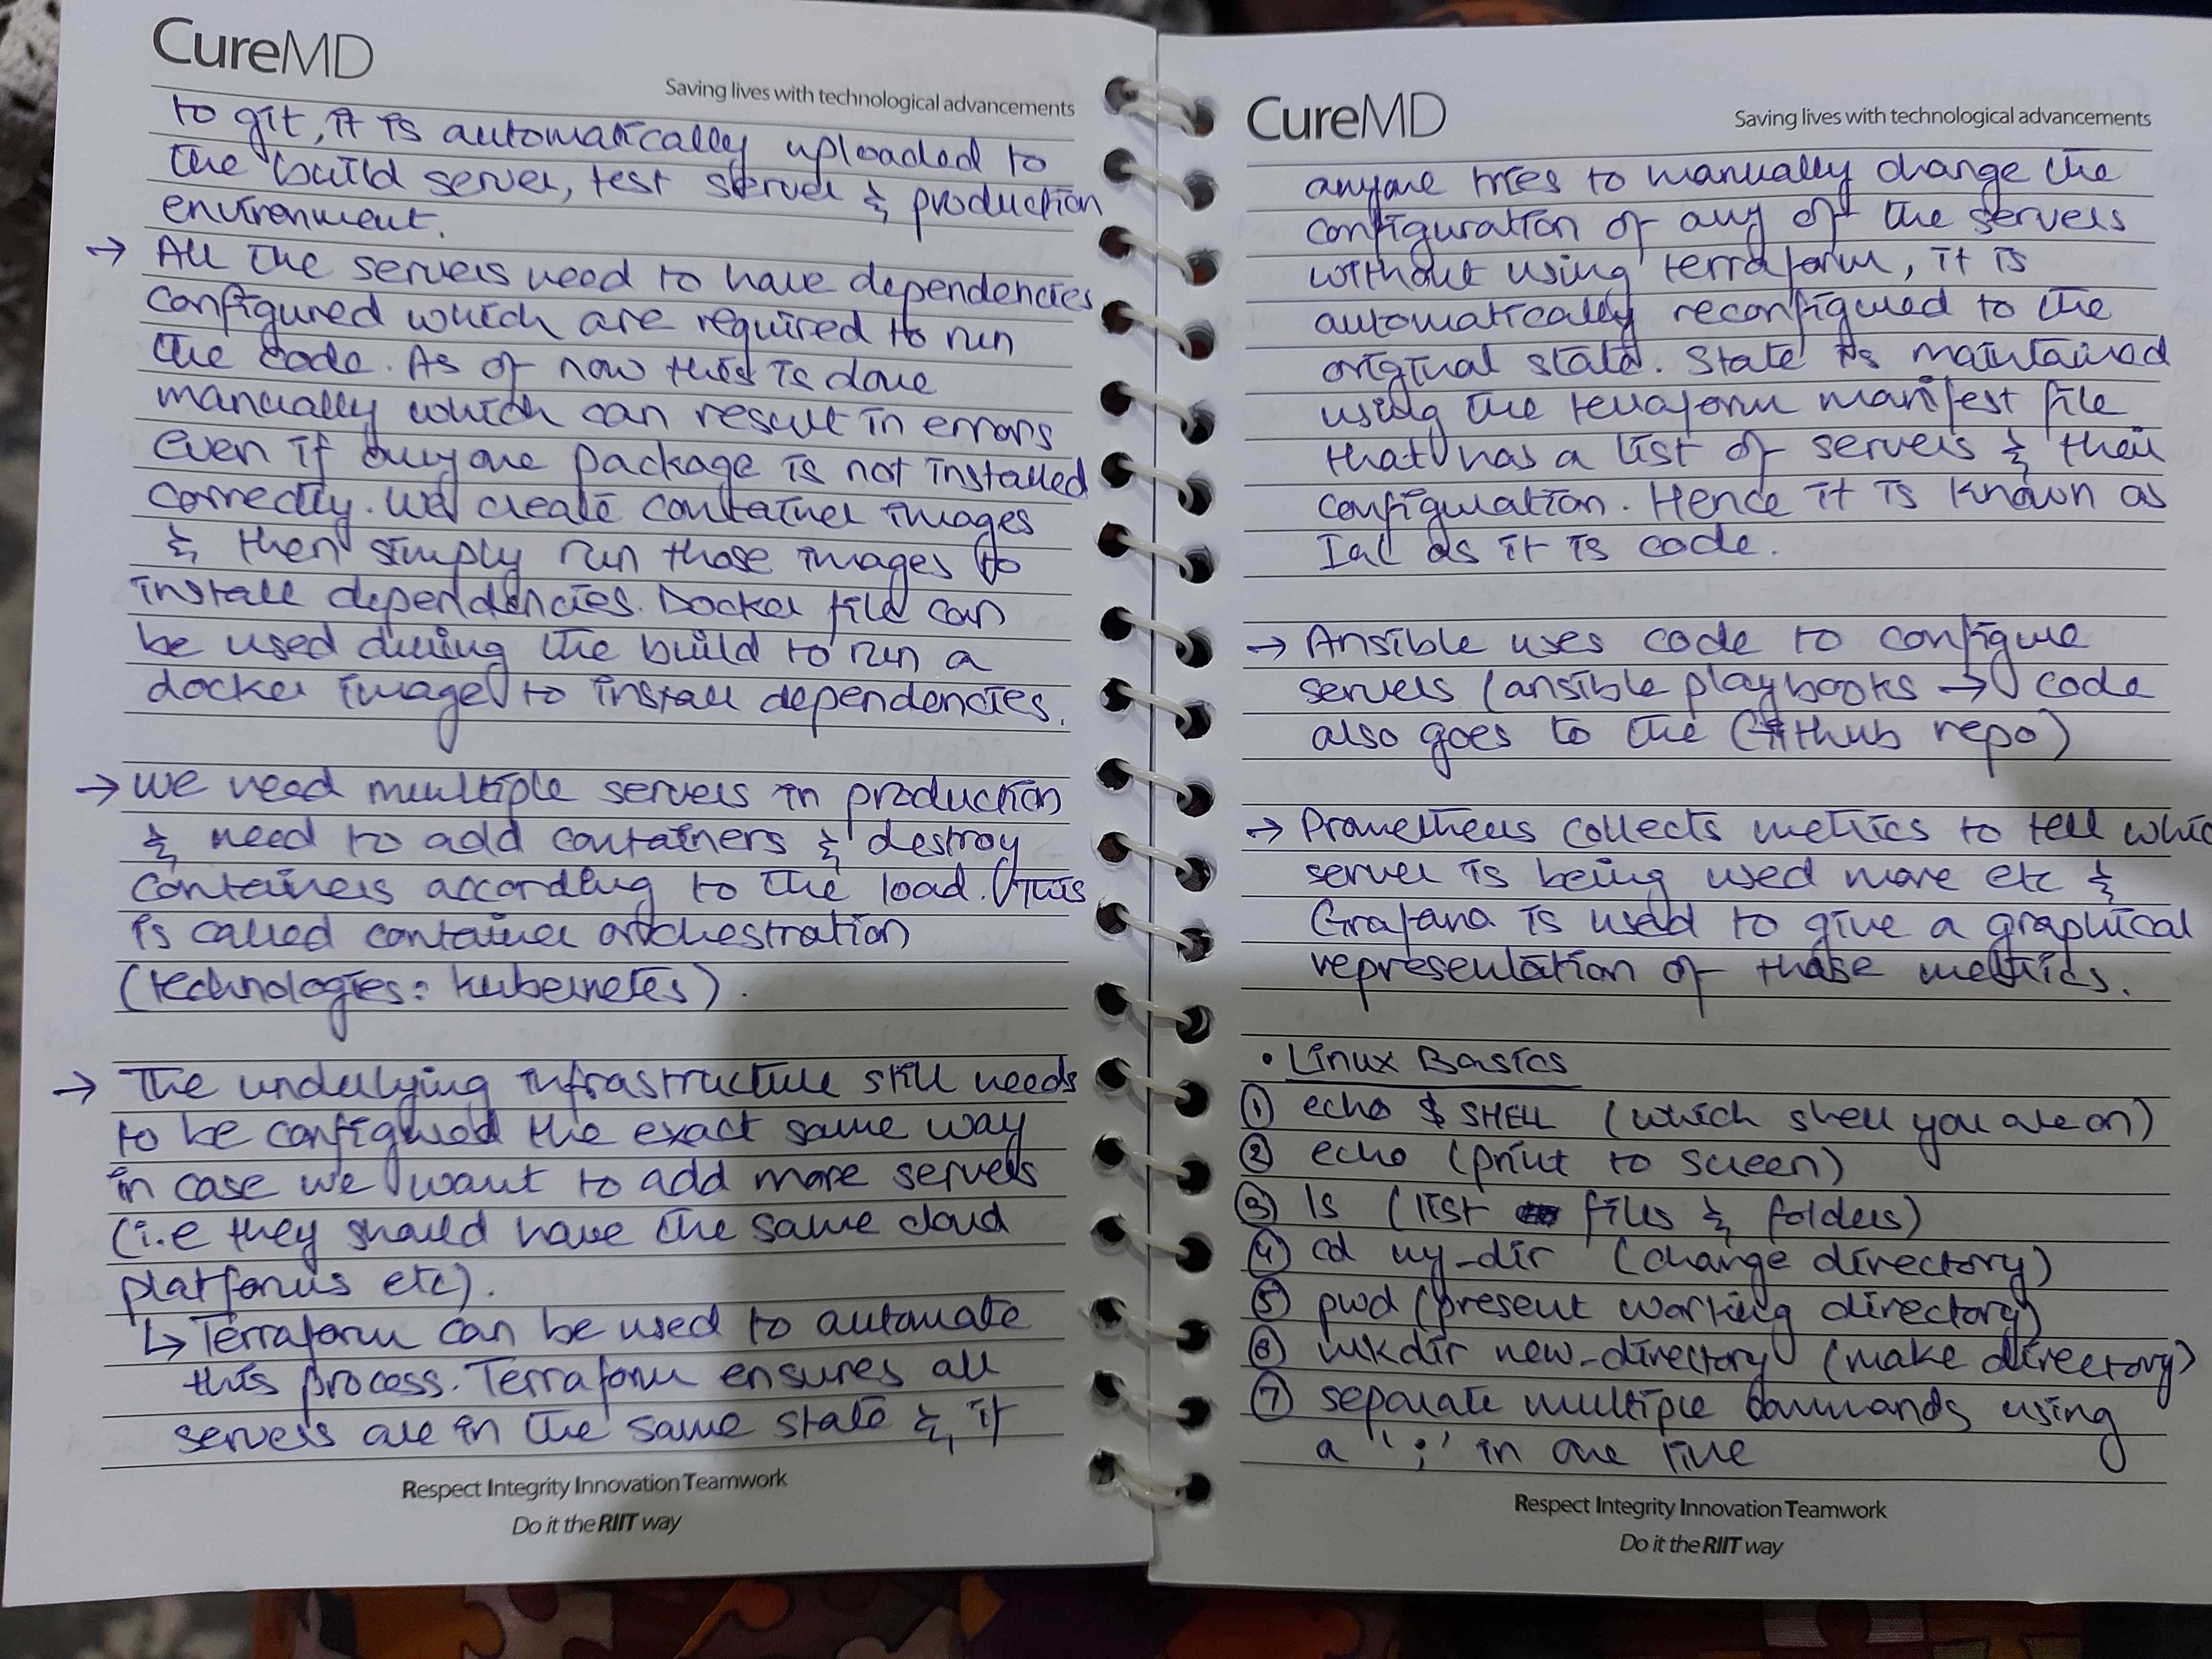 CureMD
Saving lives with technological advancements
to git, it is automatically uploaded to
the build server, test server & production
environment.
→ All the servers need to have dependencies
configured which are required to run
the code. As of now this is done
manually which can result in errors
even if any one package is not installed
correctly. We create container images
& then simply run those images to
install dependencies. Docker file can
be used during the build to run a
docker image to install dependencies.
→ We need multiple servers in production
& need to add containers & destroy
containers according to the load. (This
is called container orchestration
(technologies: kubernetes).
→ The underlying infrastructure still needs
to be configured the exact same way
in case we want to add more servers
(i.e they should have the same cloud
platforms etc).
↳ Terraform can be used to automate
this process. Terraform ensures all
servers are in the same state &, if
Respect Integrity Innovation Teamwork
Do it the RIIT way
CureMD
Saving lives with technological advancements
anyone tries to manually change the
configuration of any of the servers
without using terraform, it is
automatically reconfigured to the
original state. State is maintained
using the terraform manifest file
that has a list of servers & their
configuration. Hence it is known as
IaC as it is code.
→ Ansible uses code to configure
servers (ansible playbooks → code
also goes to the Github repo)
→ Prometheus collects metrics to tell whic
server is being used more etc &
Grafana is used to give a graphical
representation of those metrics.
• Linux Basics
① echo $SHELL (which shell you are on)
② echo (print to screen)
③ ls (list files & folders)
④ cd my_dir (change directory)
⑤ pwd (present working directory)
⑥ mkdir new_directory (make directory)
⑦ separate multiple commands using
a ';' in one line
Respect Integrity Innovation Teamwork
Do it the RIIT way